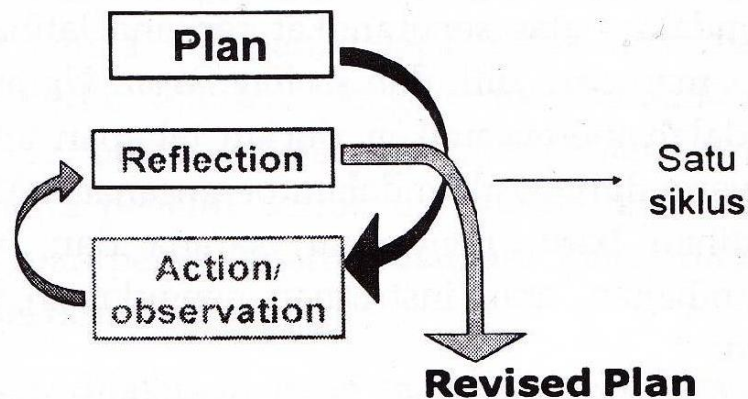 Plan
Reflection
Action/
observation
Satu
siklus
Revised Plan